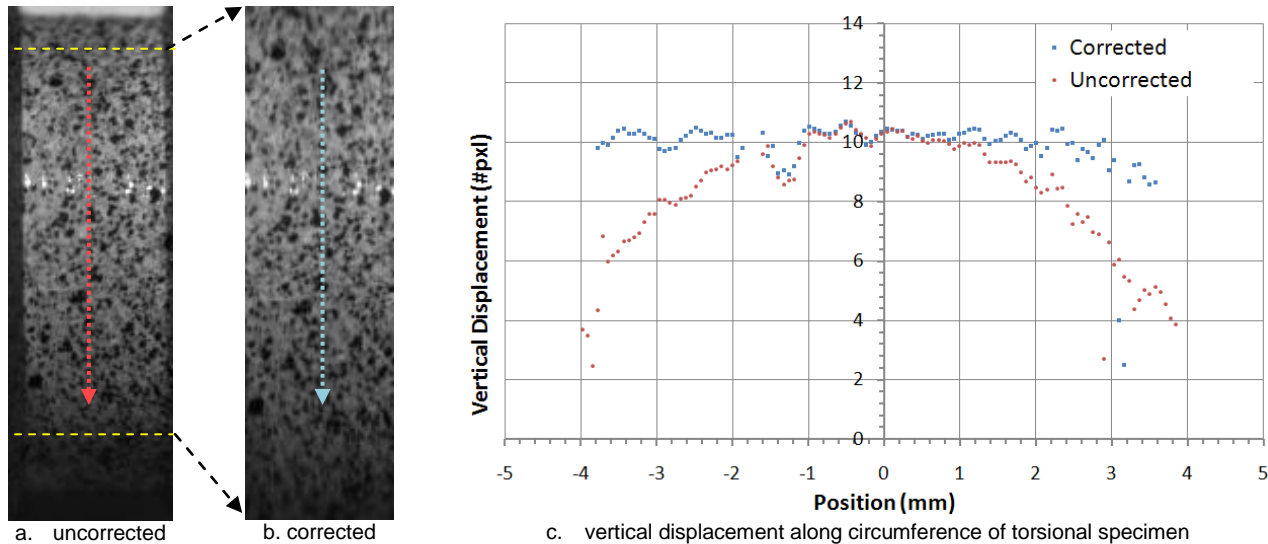 a. uncorrected
b. corrected
14
12
10
8
6
4
2
0
Vertical Displacement (#pxl)
Corrected
Uncorrected
-5 -4 -3 -2 -1 0 1 2 3 4 5
Position (mm)
c. vertical displacement along circumference of torsional specimen